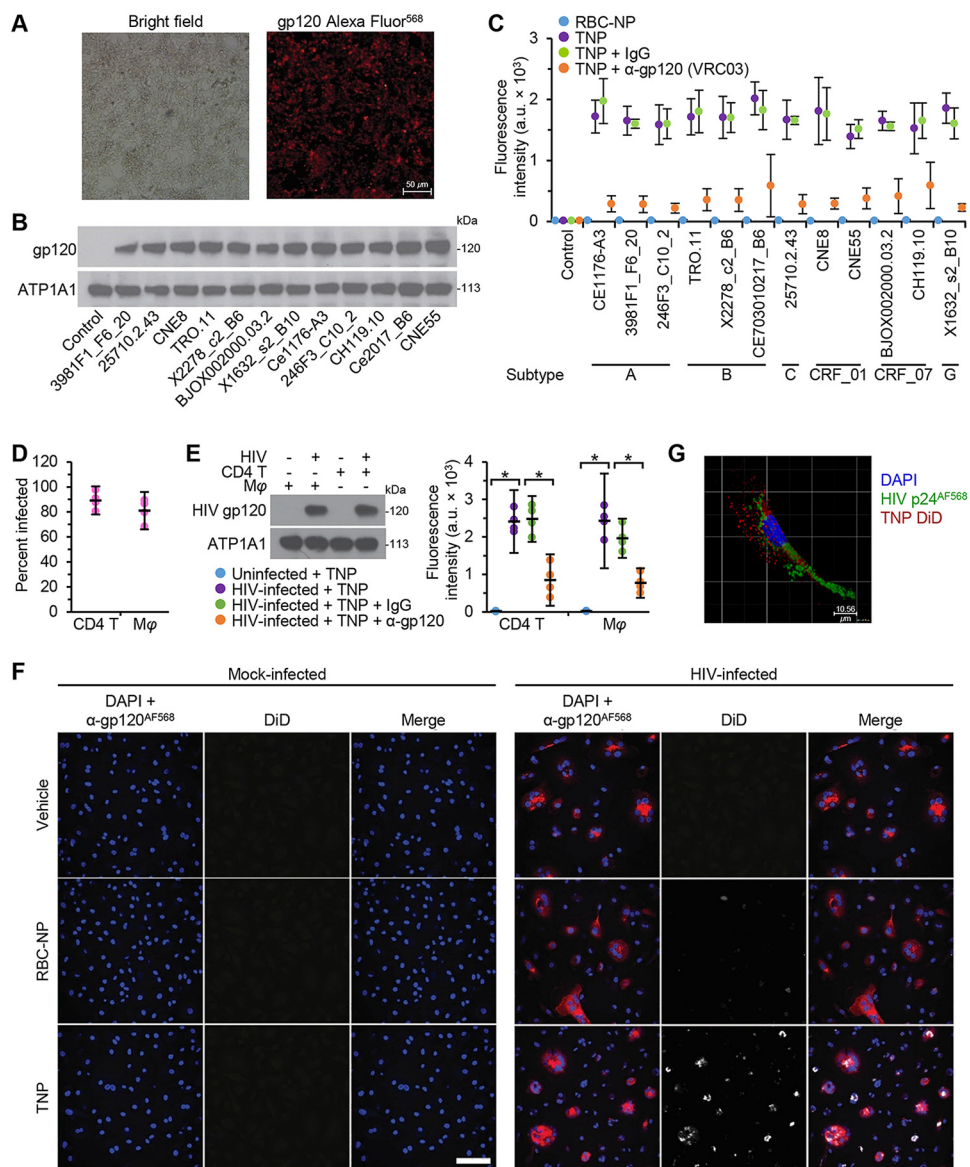 A
Bright field
gp120 Alexa Fluor568
50 μm
B
kDa
gp120
-120
ATP1A1
-113
Control
3981F1_F6_20
25710.2.43
CNE8
TRO.11
X2278_c2_B6
BJOX002000.03.2
X1632_s2_B10
Ce1176-A3
246F3_C10_2
CH119.10
Ce2017_B6
CNE55
C
RBC-NP
TNP
TNP + IgG
TNP + α-gp120 (VRC03)
Fluorescence
intensity (a.u. × 10³)
3
2
1
0
Control
CE1176-A3
3981F1_F6_20
246F3_C10_2
TRO.11
X2278_c2_B6
CE703010217_B6
25710.2.43
CNE8
CNE55
BJOX002000.03.2
CH119.10
X1632_s2_B10
Subtype
A
B
C
CRF_01
CRF_07
G
D
Percent infected
120
100
80
60
40
20
0
CD4 T
Mφ
E
HIV - + - +
CD4 T - - + +
Mφ + + - -
kDa
HIV gp120
-120
ATP1A1
-113
Uninfected + TNP
HIV-infected + TNP
HIV-infected + TNP + IgG
HIV-infected + TNP + α-gp120
Fluorescence
intensity (a.u. × 10³)
4
3
2
1
0
* * * *
CD4 T
Mφ
G
DAPI
HIV p24AF568
TNP DiD
10.56
μm
F
Mock-infected
HIV-infected
DAPI +
α-gp120AF568
DiD
Merge
DAPI +
α-gp120AF568
DiD
Merge
Vehicle
RBC-NP
TNP